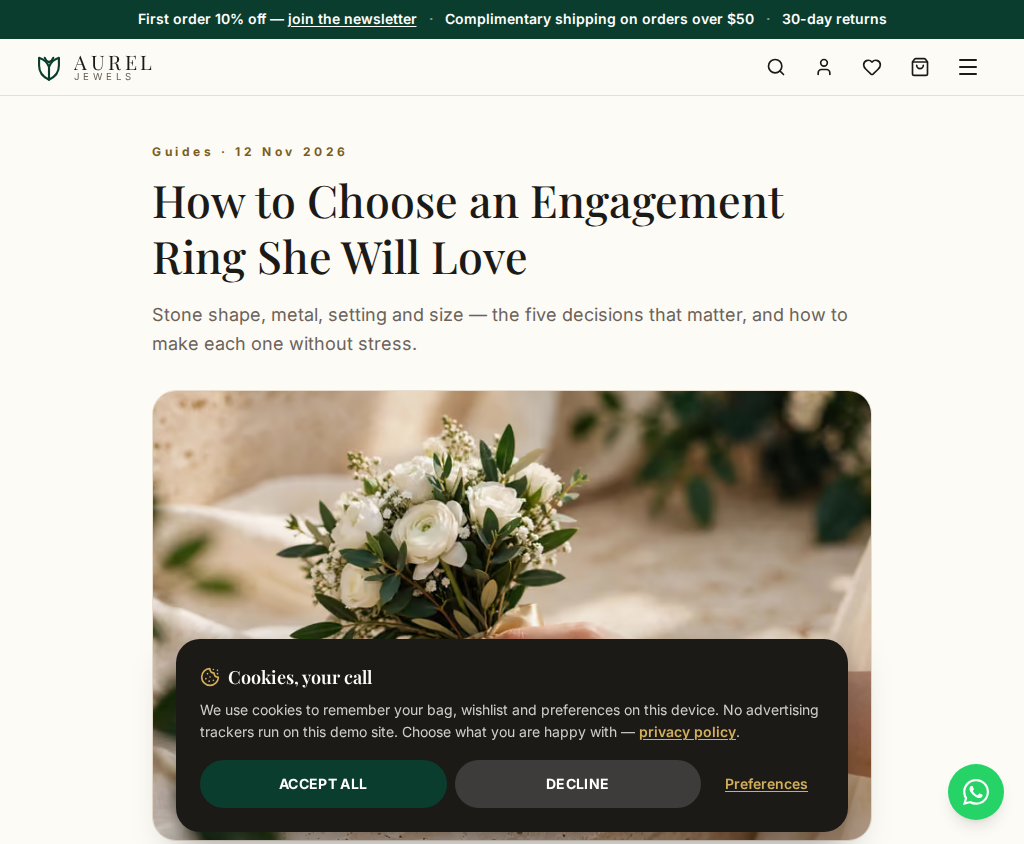 First order 10% off — join the newsletter · Complimentary shipping on orders over $50 · 30-day returns
AUREL
JEWELS
Guides · 12 Nov 2026
How to Choose an Engagement
Ring She Will Love
Stone shape, metal, setting and size — the five decisions that matter, and how to
make each one without stress.
Cookies, your call
We use cookies to remember your bag, wishlist and preferences on this device. No advertising
trackers run on this demo site. Choose what you are happy with — privacy policy.
ACCEPT ALL DECLINE Preferences